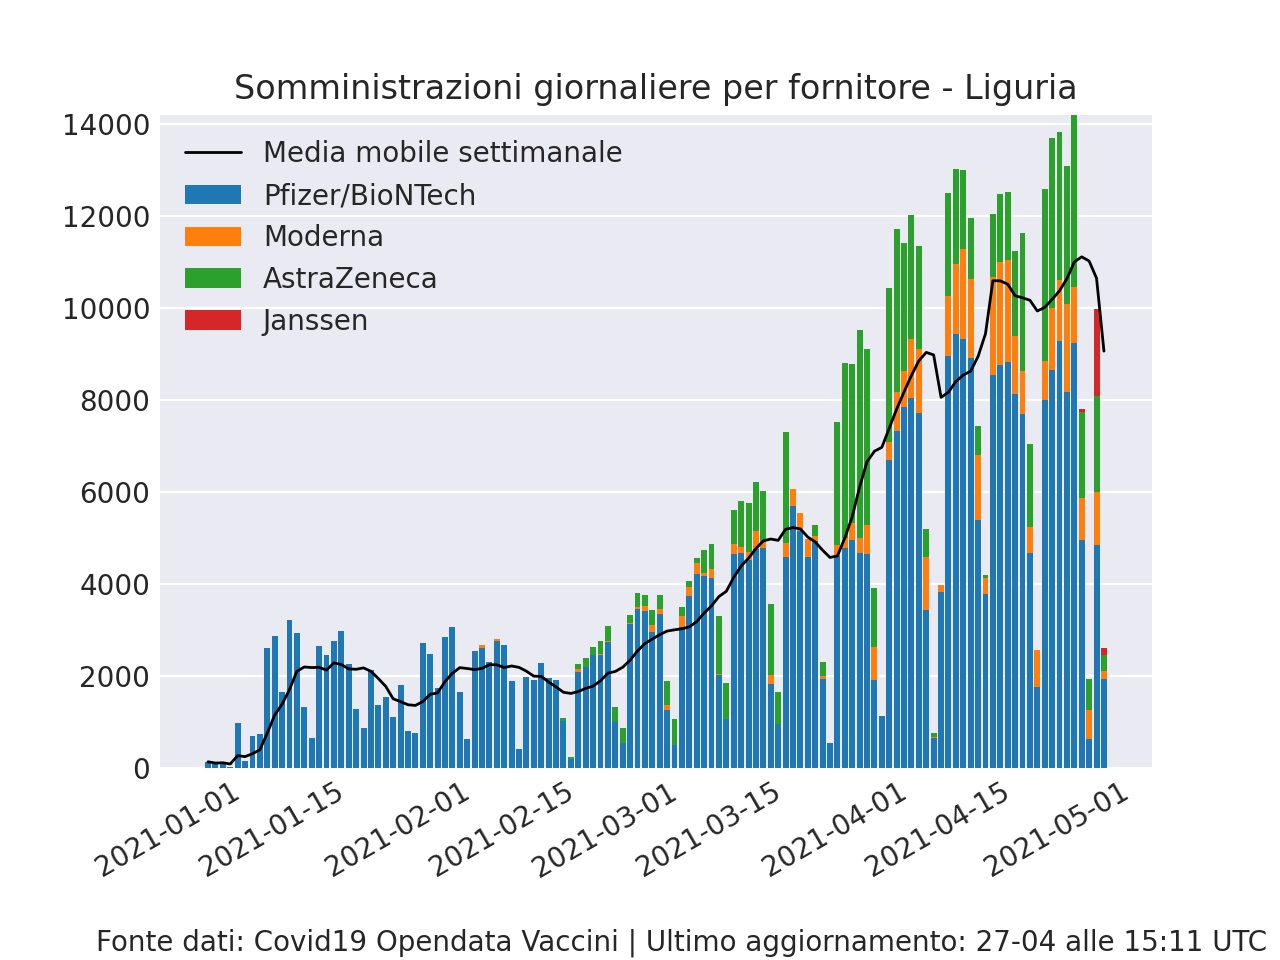 Somministrazioni giornaliere per fornitore - Liguria
14000
12000
10000
8000
6000
4000
2000
0
Media mobile settimanale
Pfizer/BioNTech
Moderna
AstraZeneca
Janssen
2021-01-01
2021-01-15
2021-02-01
2021-02-15
2021-03-01
2021-03-15
2021-04-01
2021-04-15
2021-05-01
Fonte dati: Covid19 Opendata Vaccini | Ultimo aggiornamento: 27-04 alle 15:11 UTC